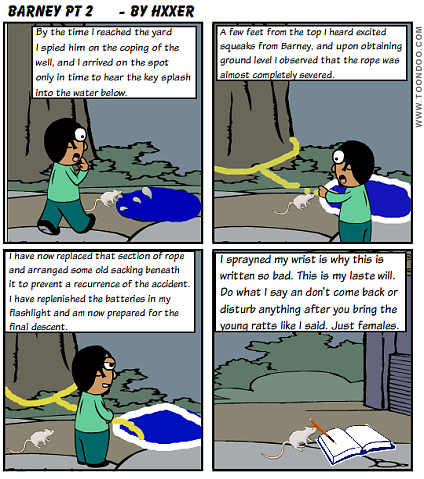 BARNEY PT 2 - BY HXXER
By the time I reached the yard
I spied him on the coping of the
well, and I arrived on the spot
only in time to hear the key splash
into the water below.
A few feet from the top I heard excited
squeaks from Barney, and upon obtaining
ground level I observed that the rope was
almost completely severed.
I have now replaced that section of rope
and arranged some old sacking beneath
it to prevent a recurrence of the accident.
I have replenished the batteries in my
flashlight and am now prepared for the
final descent.
I sprayned my wrist is why this is
written so bad. This is my laste will.
Do what I say an don't come back or
disturb anything after you bring the
young ratts like I said. Just females.
WWW.TOONDOO.COM